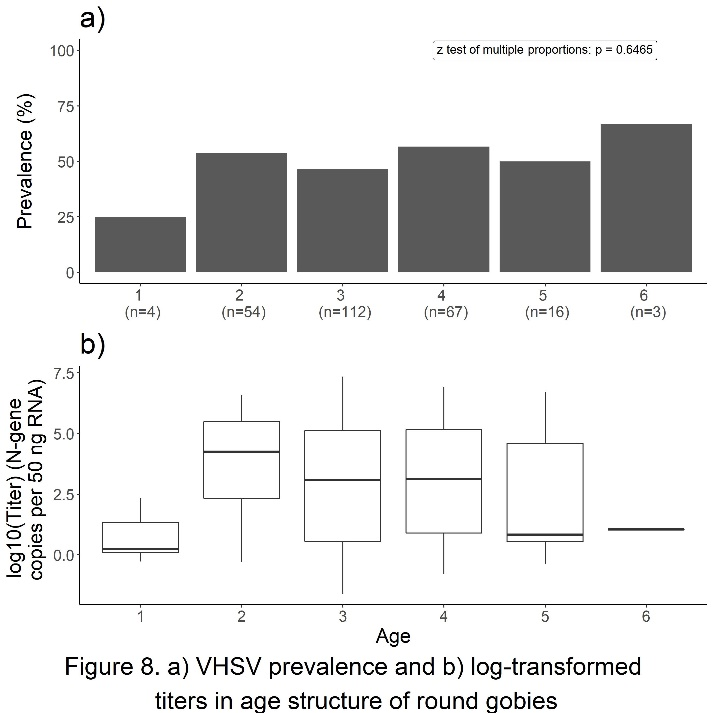 a)
z test of multiple proportions: p = 0.6465
Prevalence (%)
100
75
50
25
0
1 2 3 4 5 6
(n=4) (n=54) (n=112) (n=67) (n=16) (n=3)
b)
log10(Titer) (N-gene
copies per 50 ng RNA)
7.5
5.0
2.5
0.0
1 2 3 4 5 6
Age
Figure 8. a) VHSV prevalence and b) log-transformed
titers in age structure of round gobies